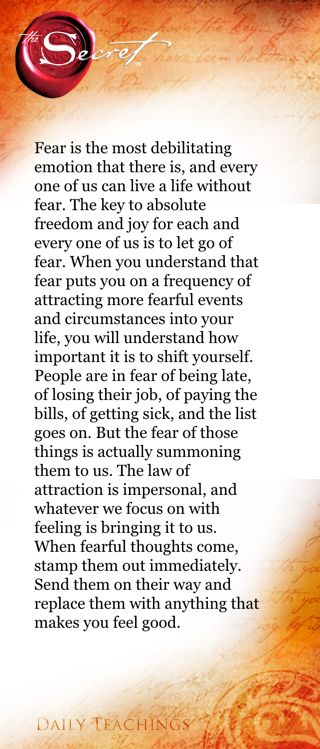 the
Secret
TM
Fear is the most debilitating
emotion that there is, and every
one of us can live a life without
fear. The key to absolute
freedom and joy for each and
every one of us is to let go of
fear. When you understand that
fear puts you on a frequency of
attracting more fearful events
and circumstances into your
life, you will understand how
important it is to shift yourself.
People are in fear of being late,
of losing their job, of paying the
bills, of getting sick, and the list
goes on. But the fear of those
things is actually summoning
them to us. The law of
attraction is impersonal, and
whatever we focus on with
feeling is bringing it to us.
When fearful thoughts come,
stamp them out immediately.
Send them on their way and
replace them with anything that
makes you feel good.
DAILY TEACHINGS